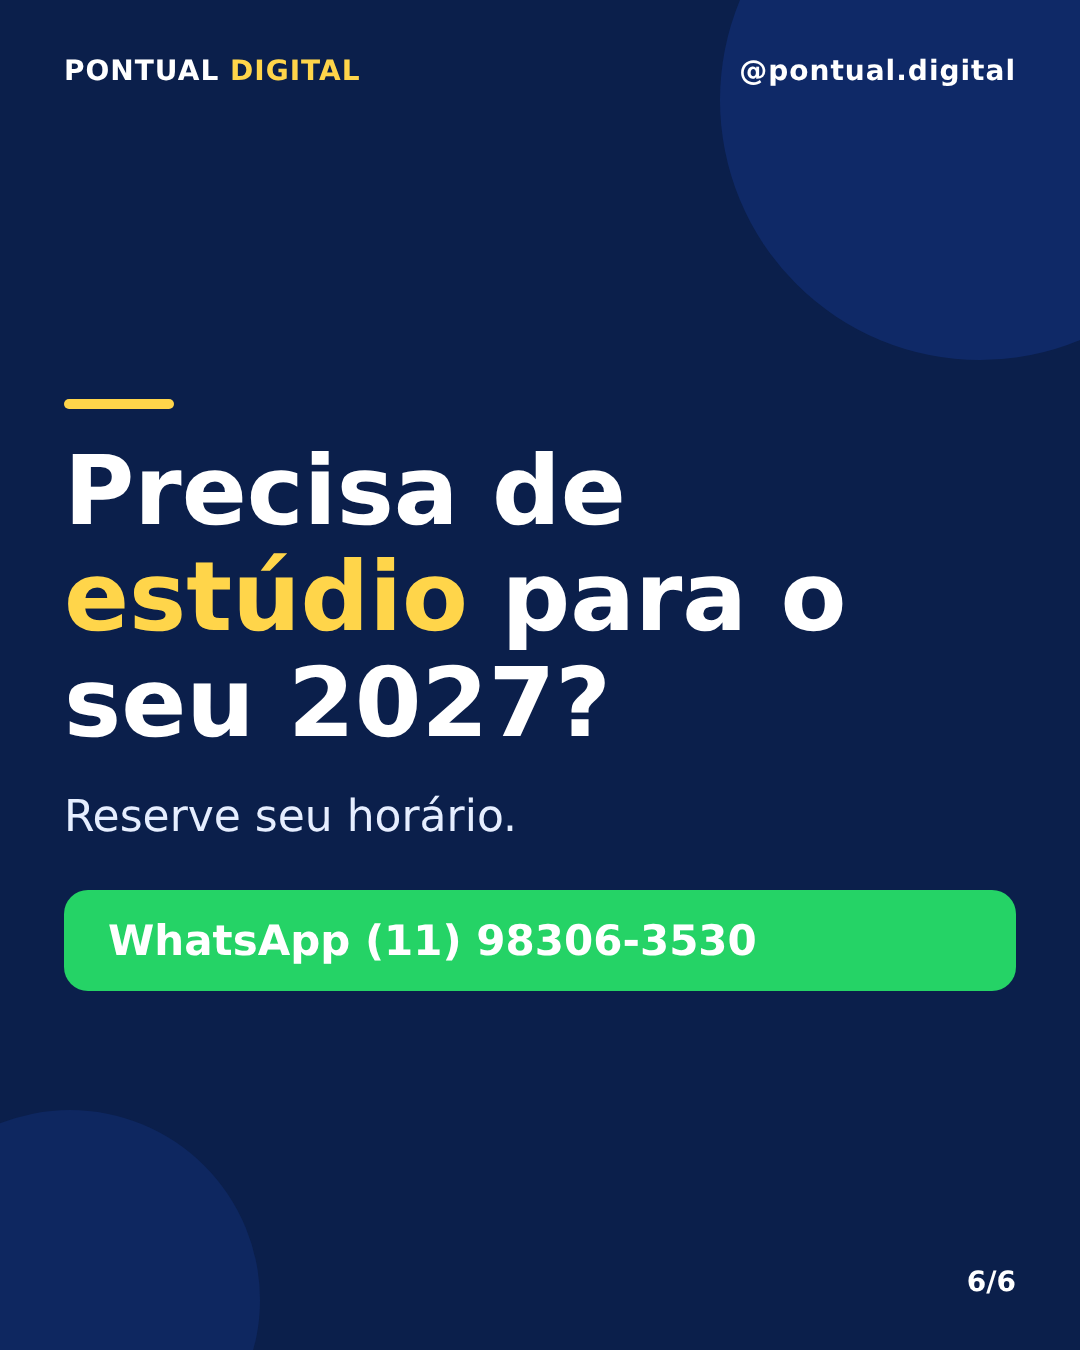 PONTUAL DIGITAL
@pontual.digital
Precisa de
estúdio para o
seu 2027?
Reserve seu horário.
WhatsApp (11) 98306-3530
6/6